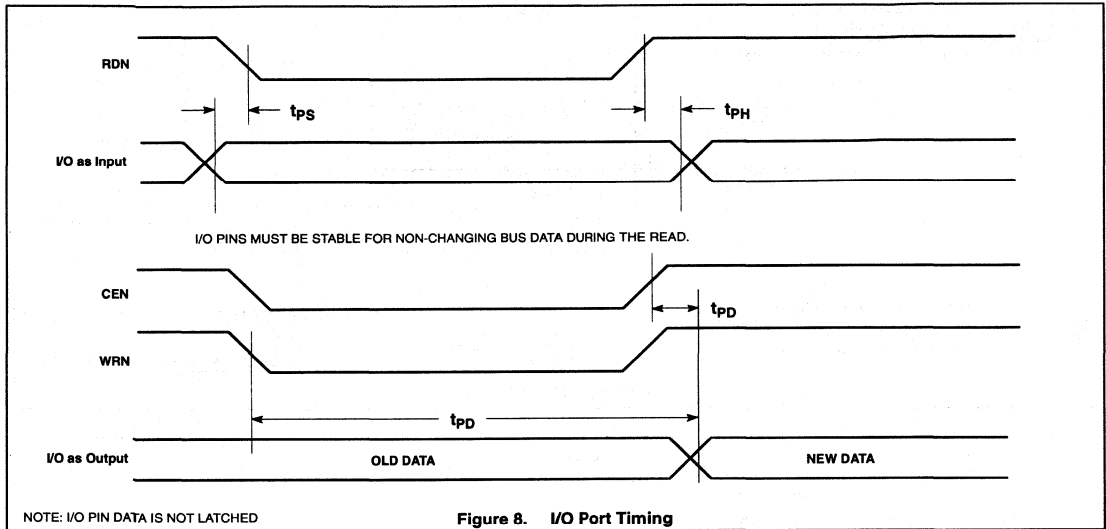 RDN
tPS
tPH
I/O as Input
I/O PINS MUST BE STABLE FOR NON-CHANGING BUS DATA DURING THE READ.
CEN
tPD
WRN
tPD
I/O as Output
OLD DATA
NEW DATA
NOTE: I/O PIN DATA IS NOT LATCHED
Figure 8. I/O Port Timing